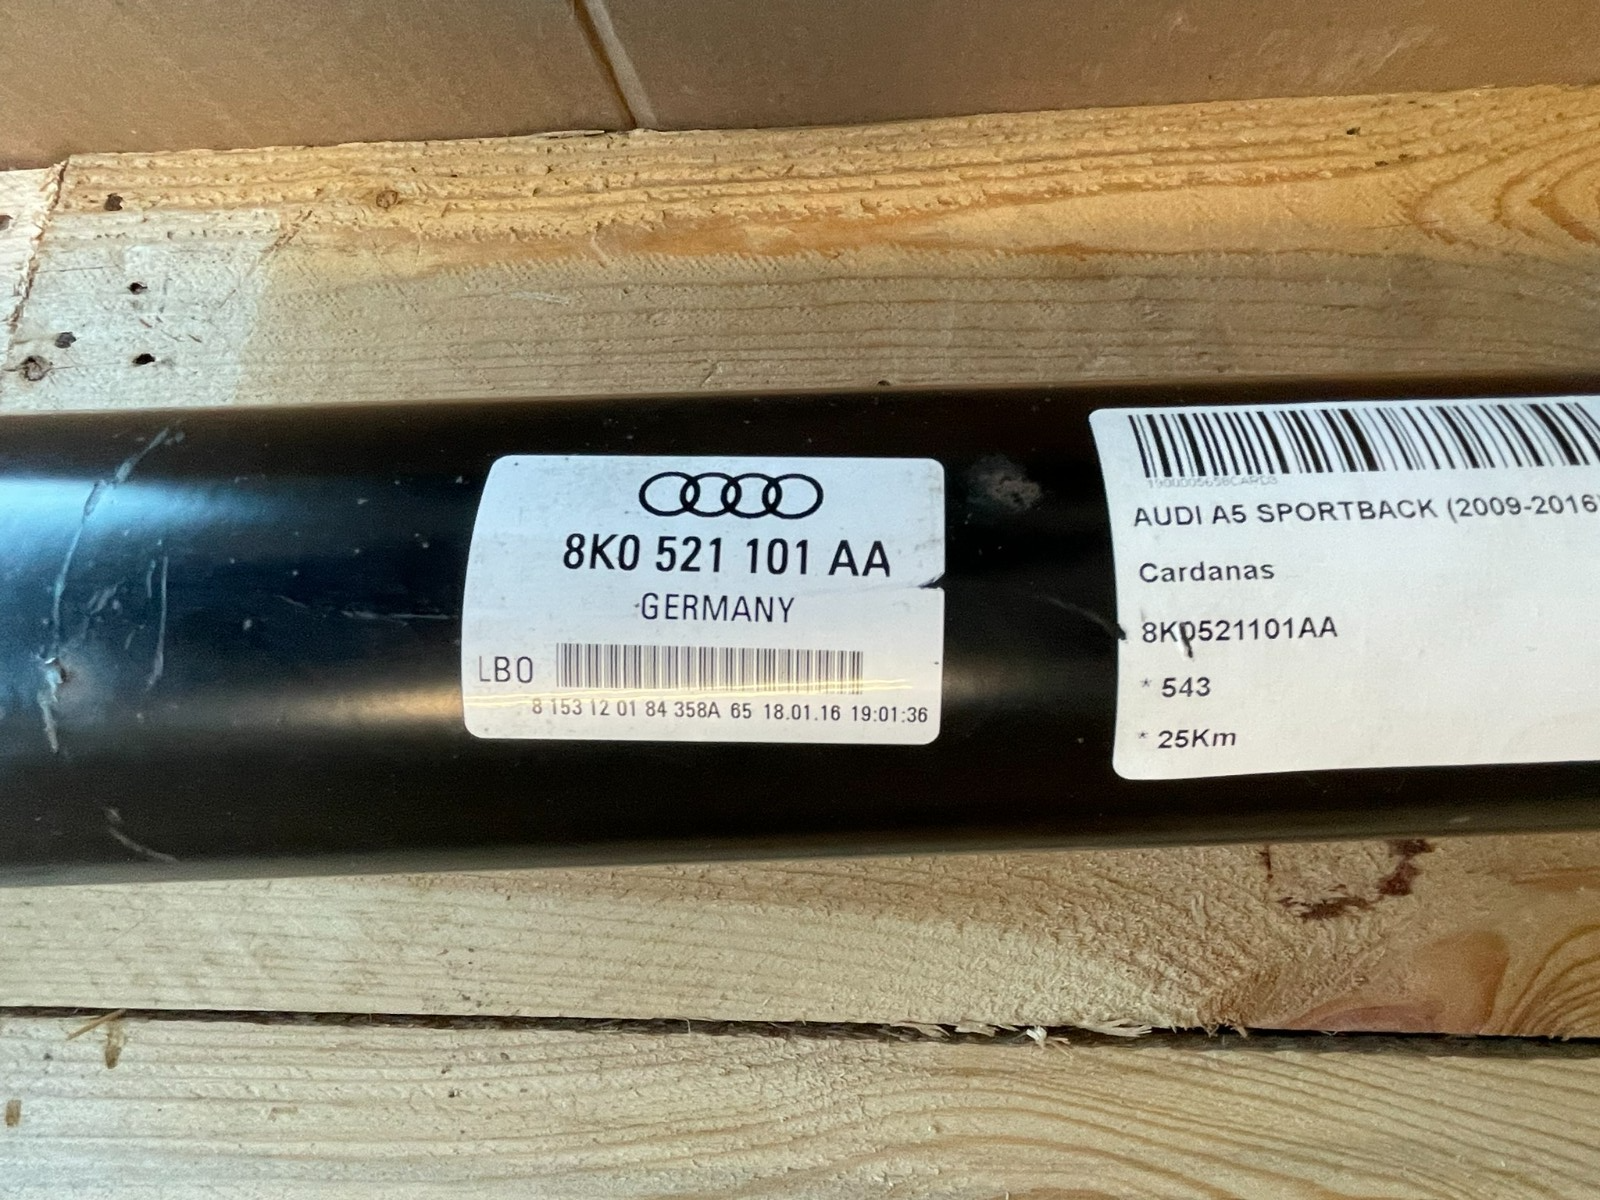 8K0 521 101 AA
GERMANY
LB0
8 153 12 01 84 358A 65 18.01.16 19:01:36
AUDI A5 SPORTBACK (2009-2016)
Cardanas
8K0521101AA
* 543
* 25Km